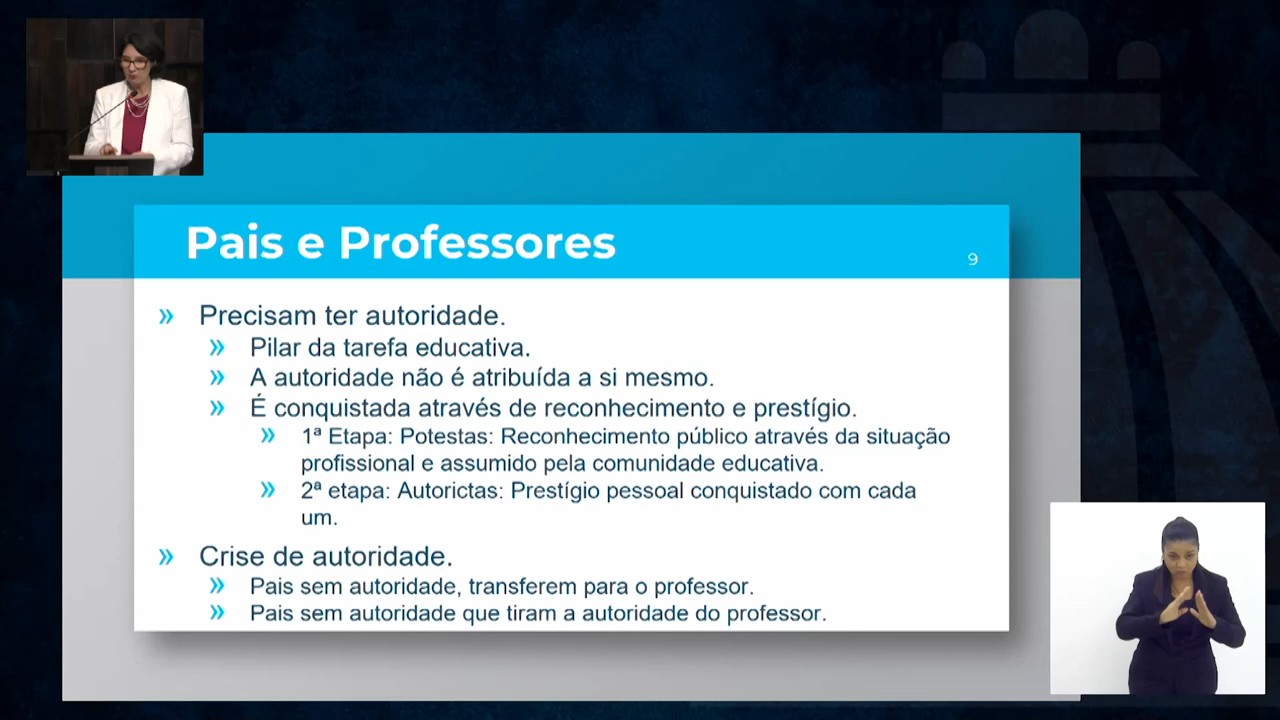 Pais e Professores
9
» Precisam ter autoridade.
» Pilar da tarefa educativa.
» A autoridade não é atribuída a si mesmo.
» É conquistada através de reconhecimento e prestígio.
» 1ª Etapa: Potestas: Reconhecimento público através da situação
profissional e assumido pela comunidade educativa.
» 2ª etapa: Autorictas: Prestígio pessoal conquistado com cada
um.
» Crise de autoridade.
» Pais sem autoridade, transferem para o professor.
» Pais sem autoridade que tiram a autoridade do professor.